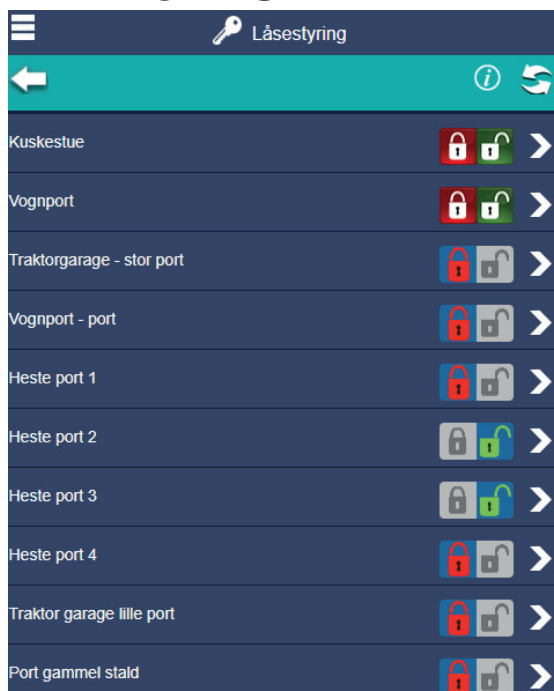 Låsestyring
Kuskestue
Vognport
Traktorgarage - stor port
Vognport - port
Heste port 1
Heste port 2
Heste port 3
Heste port 4
Traktor garage lille port
Port gammel stald